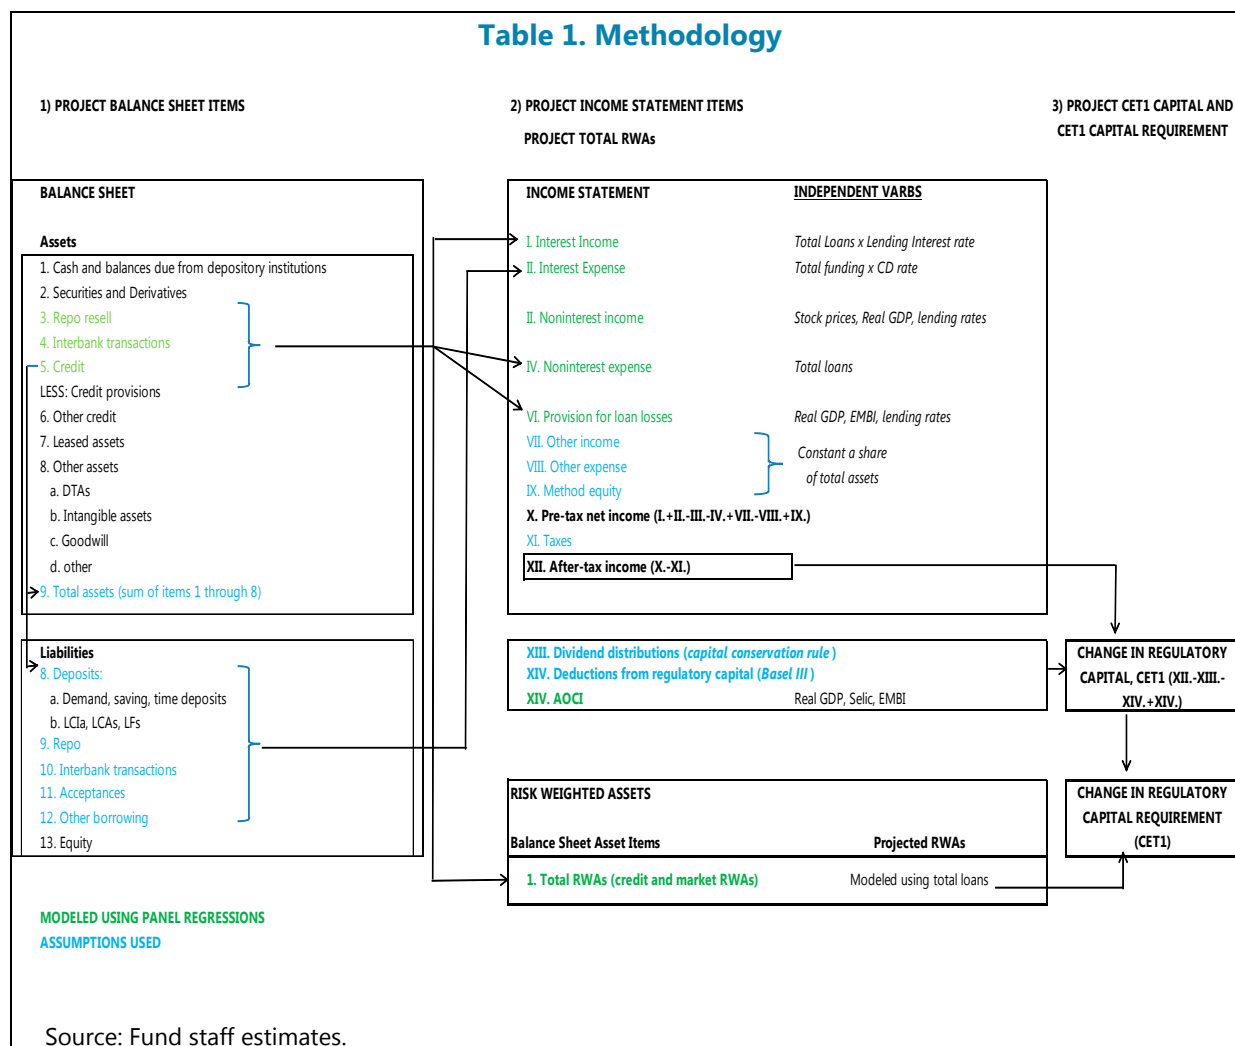 Table 1. Methodology
1) PROJECT BALANCE SHEET ITEMS
2) PROJECT INCOME STATEMENT ITEMS
PROJECT TOTAL RWAs
3) PROJECT CET1 CAPITAL AND
CET1 CAPITAL REQUIREMENT
BALANCE SHEET
Assets
1. Cash and balances due from depository institutions
2. Securities and Derivatives
3. Repo resell
4. Interbank transactions
5. Credit
LESS: Credit provisions
6. Other credit
7. Leased assets
8. Other assets
a. DTAs
b. Intangible assets
c. Goodwill
d. other
9. Total assets (sum of items 1 through 8)
Liabilities
8. Deposits:
a. Demand, saving, time deposits
b. LCIa, LCAs, LFs
9. Repo
10. Interbank transactions
11. Acceptances
12. Other borrowing
13. Equity
INCOME STATEMENT INDEPENDENT VARBS
I. Interest Income Total Loans x Lending Interest rate
II. Interest Expense Total funding x CD rate
II. Noninterest income Stock prices, Real GDP, lending rates
IV. Noninterest expense Total loans
VI. Provision for loan losses Real GDP, EMBI, lending rates
VII. Other income
VIII. Other expense
IX. Method equity
Constant a share
of total assets
X. Pre-tax net income (I.+II.-III.-IV.+VII.-VIII.+IX.)
XI. Taxes
XII. After-tax income (X.-XI.)
XIII. Dividend distributions (capital conservation rule )
XIV. Deductions from regulatory capital (Basel III )
XIV. AOCI Real GDP, Selic, EMBI
CHANGE IN REGULATORY
CAPITAL, CET1 (XII.-XIII.-
XIV.+XIV.)
RISK WEIGHTED ASSETS
Balance Sheet Asset Items Projected RWAs
1. Total RWAs (credit and market RWAs) Modeled using total loans
CHANGE IN REGULATORY
CAPITAL REQUIREMENT
(CET1)
MODELED USING PANEL REGRESSIONS
ASSUMPTIONS USED
Source: Fund staff estimates.